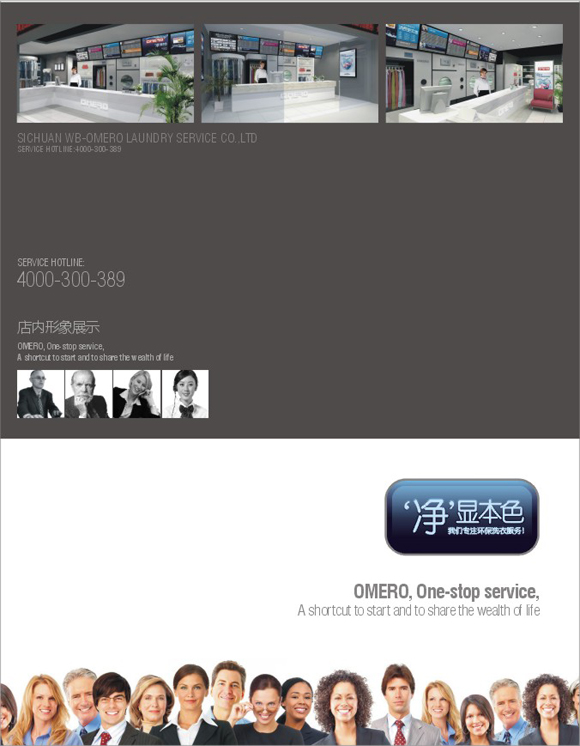 SICHUAN WB-OMERO LAUNDRY SERVICE CO.,LTD
SERVICE HOTLINE:4000-300-389
SERVICE HOTLINE:
4000-300-389
店内形象展示
OMERO, One-stop service,
A shortcut to start and to share the wealth of life
‘净’显本色
我们专注环保洗衣服务!
OMERO, One-stop service,
A shortcut to start and to share the wealth of life